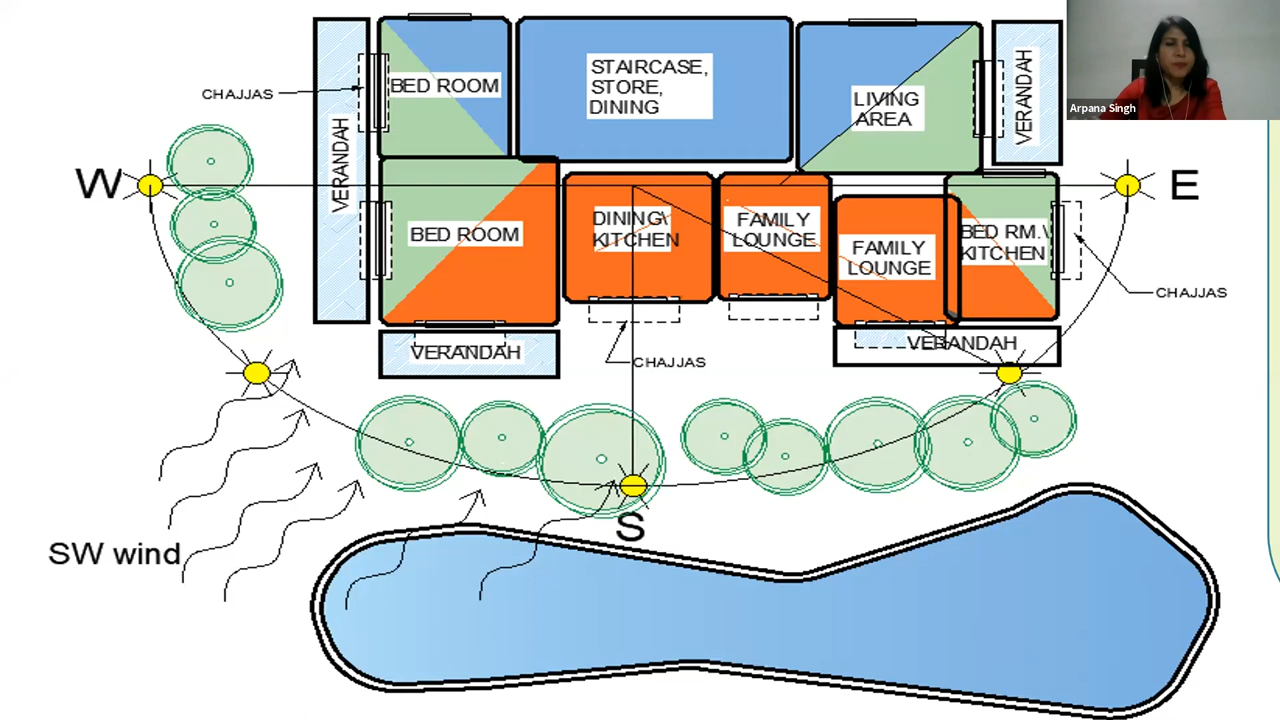 BED ROOM
STAIRCASE,
STORE,
DINING
LIVING
AREA
VERANDAH
VERANDAH
CHAJJAS
Arpana Singh
W
E
BED ROOM
DINING\
KITCHEN
FAMILY
LOUNGE
FAMILY
LOUNGE
BED RM.\
KITCHEN
CHAJJAS
VERANDAH
CHAJJAS
VERANDAH
S
SW wind